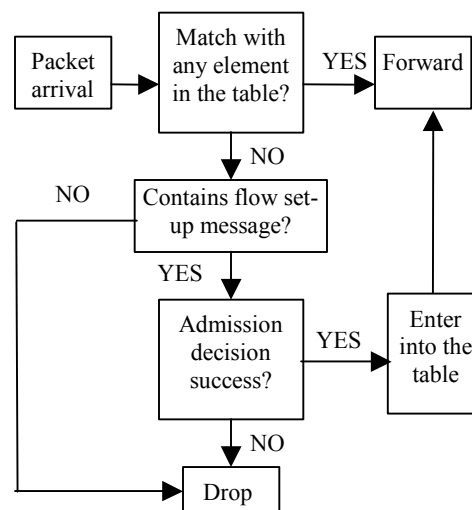 Packet
arrival
Match with
any element
in the table?
YES
Forward
NO
NO
Contains flow set-
up message?
YES
Admission
decision
success?
YES
Enter
into the
table
NO
Drop